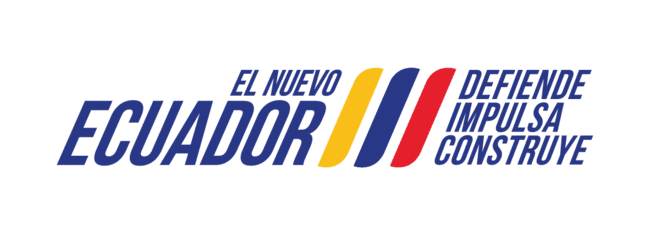 EL NUEVO
ECUADOR
DEFIENDE
IMPULSA
CONSTRUYE